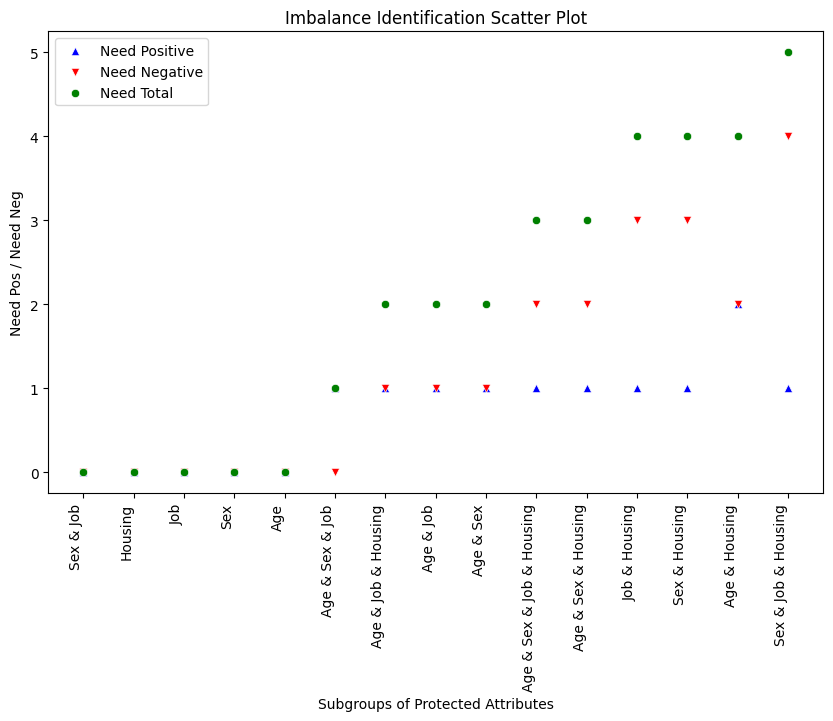 Imbalance Identification Scatter Plot
Need Positive
Need Negative
Need Total
Need Pos / Need Neg
5
4
3
2
1
0
Sex & Job
Housing
Job
Sex
Age
Age & Sex & Job
Age & Job & Housing
Age & Job
Age & Sex
Age & Sex & Job & Housing
Age & Sex & Housing
Job & Housing
Sex & Housing
Age & Housing
Sex & Job & Housing
Subgroups of Protected Attributes